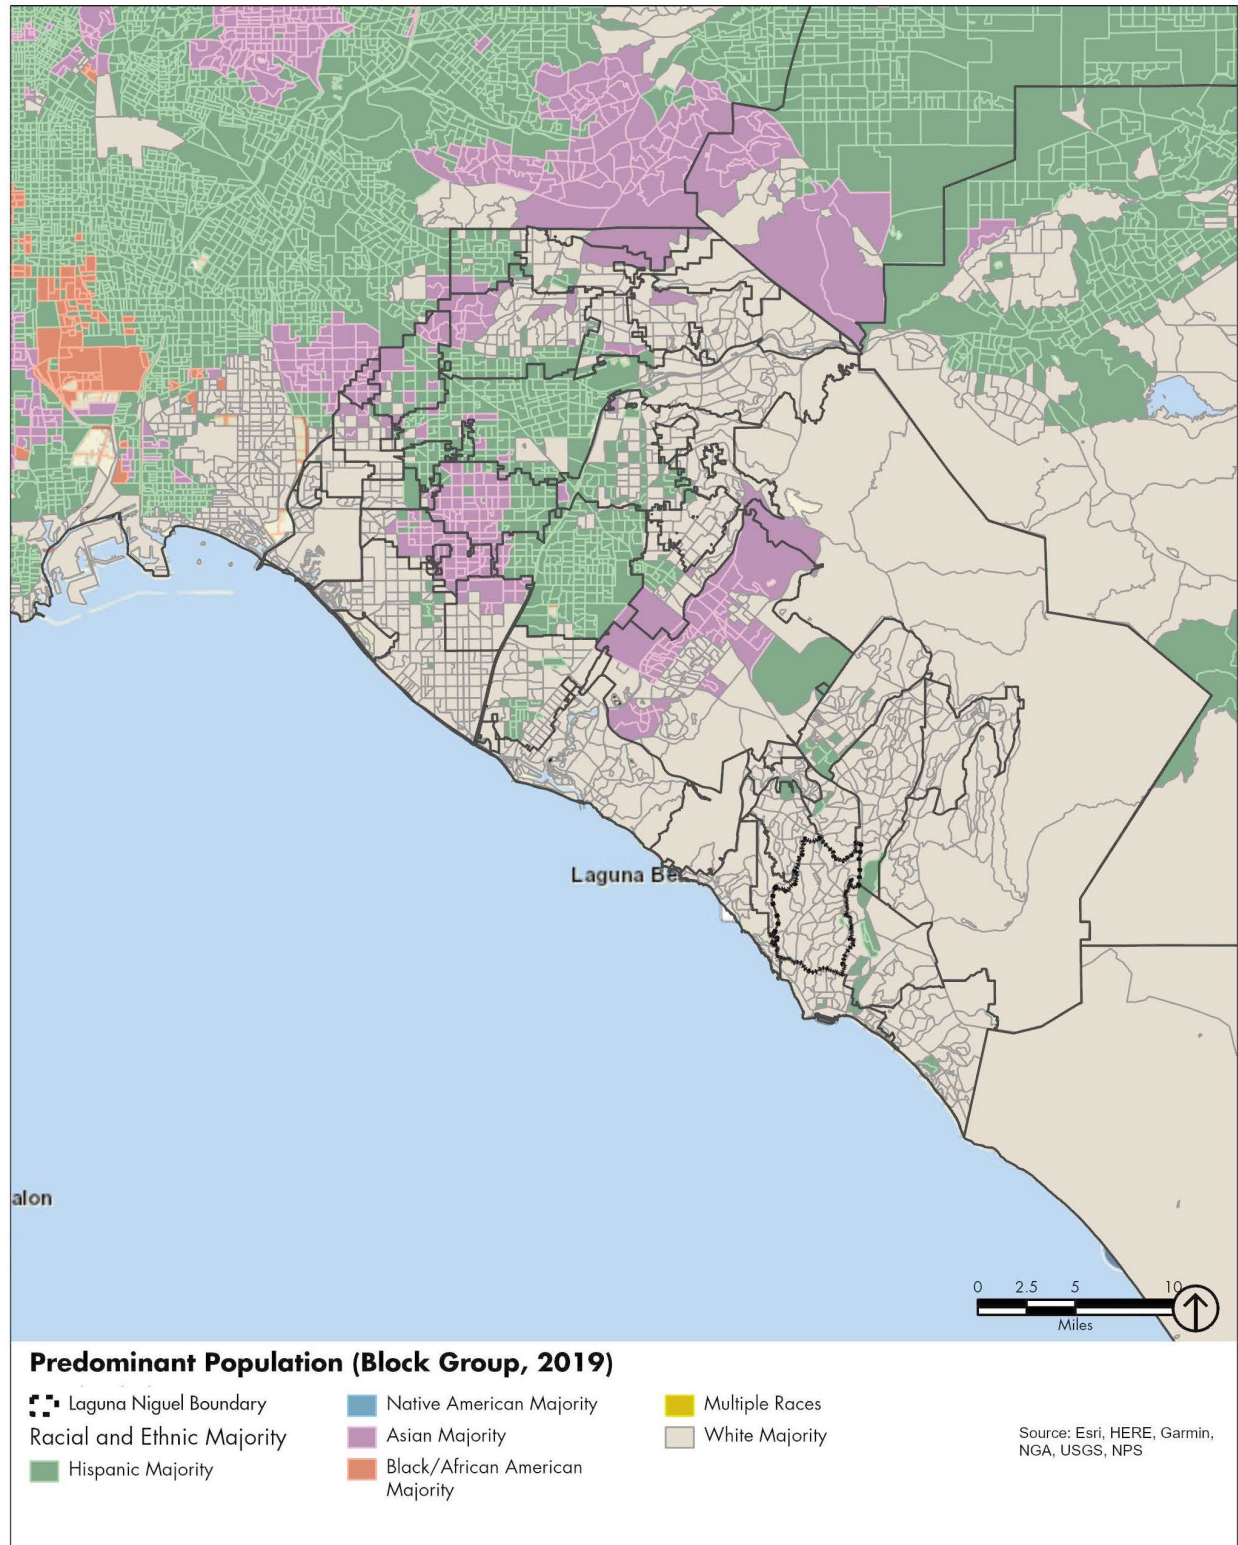 Laguna Be
alon
0 2.5 5 10
Miles
Predominant Population (Block Group, 2019)
Laguna Niguel Boundary
Racial and Ethnic Majority
Hispanic Majority
Native American Majority
Asian Majority
Black/African American
Majority
Multiple Races
White Majority
Source: Esri, HERE, Garmin,
NGA, USGS, NPS